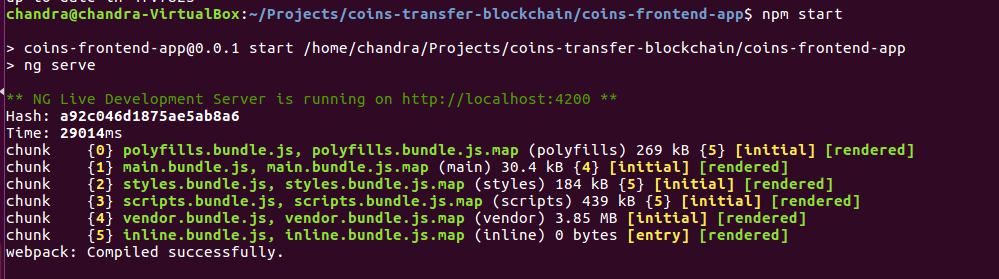 chandra@chandra-VirtualBox:~/Projects/coins-transfer-blockchain/coins-frontend-app$ npm start
> coins-frontend-app@0.0.1 start /home/chandra/Projects/coins-transfer-blockchain/coins-frontend-app
> ng serve
** NG Live Development Server is running on http://localhost:4200 **
Hash: a92c046d1875ae5ab8a6
Time: 29014ms
chunk    {0} polyfills.bundle.js, polyfills.bundle.js.map (polyfills) 269 kB {5} [initial] [rendered]
chunk    {1} main.bundle.js, main.bundle.js.map (main) 30.4 kB {4} [initial] [rendered]
chunk    {2} styles.bundle.js, styles.bundle.js.map (styles) 184 kB {5} [initial] [rendered]
chunk    {3} scripts.bundle.js, scripts.bundle.js.map (scripts) 439 kB {5} [initial] [rendered]
chunk    {4} vendor.bundle.js, vendor.bundle.js.map (vendor) 3.85 MB [initial] [rendered]
chunk    {5} inline.bundle.js, inline.bundle.js.map (inline) 0 bytes [entry] [rendered]
webpack: Compiled successfully.